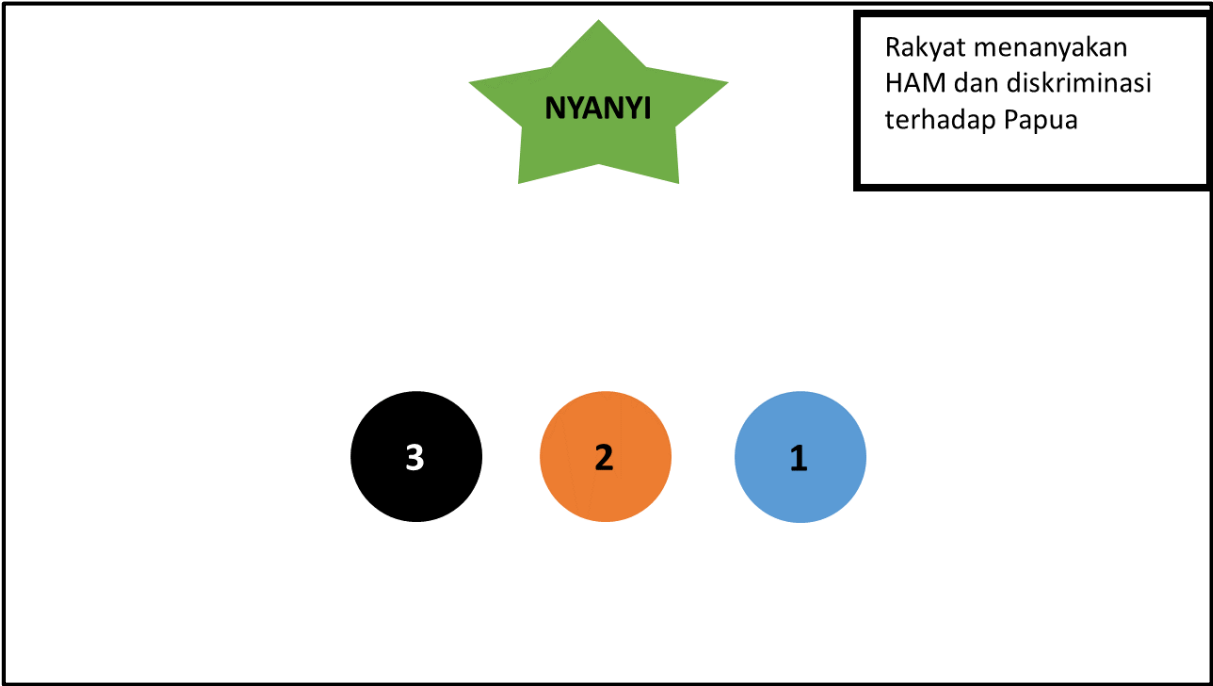 NYANYI
Rakyat menanyakan
HAM dan diskriminasi
terhadap Papua
3
2
1